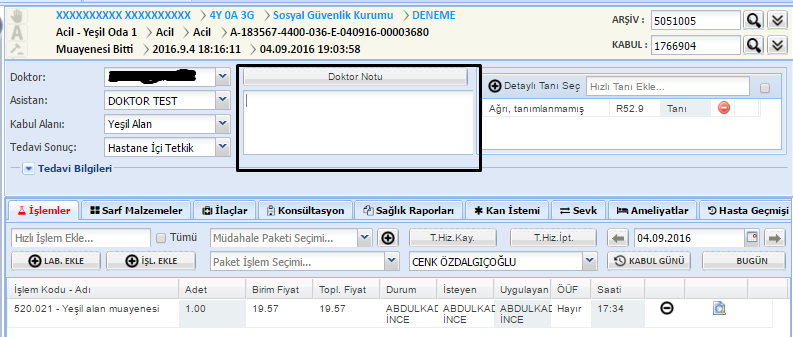 XXXXXXXXXX XXXXXXXXXX > 4Y 0A 3G > Sosyal Güvenlik Kurumu > DENEME
Acil - Yeşil Oda 1 > Acil > Acil > A-183567-4400-036-E-040916-00003680
Muayenesi Bitti > 2016.9.4 18:16:11 > 04.09.2016 19:03:58
ARŞİV : 5051005
KABUL : 1766904
Doktor:
Asistan: DOKTOR TEST
Kabul Alanı: Yeşil Alan
Tedavi Sonuç: Hastane İçi Tetkik
Doktor Notu
Detaylı Tanı Seç Hızlı Tanı Ekle...
Ağrı, tanımlanmamış R52.9 Tanı
Tedavi Bilgileri
İşlemler Sarf Malzemeler İlaçlar Konsültasyon Sağlık Raporları Kan İstemi Sevk Ameliyatlar Hasta Geçmişi
Hızlı İşlem Ekle... Tümü Müdahale Paketi Seçimi... T.Hiz.Kay. T.Hiz.İpt. 04.09.2016
LAB. EKLE İŞL. EKLE Paket İşlem Seçimi... CENK ÖZDALGIÇOĞLU KABUL GÜNÜ BUGÜN
İşlem Kodu - Adı Adet Birim Fiyat Topl. Fiyat Durum İsteyen Uygulayan ÖÜF Saati
520.021 - Yeşil alan muayenesi 1.00 19.57 19.57 ABDULKAD ABDULKAD ABDULKAD Hayır 17:34
İNCE İNCE İNCE